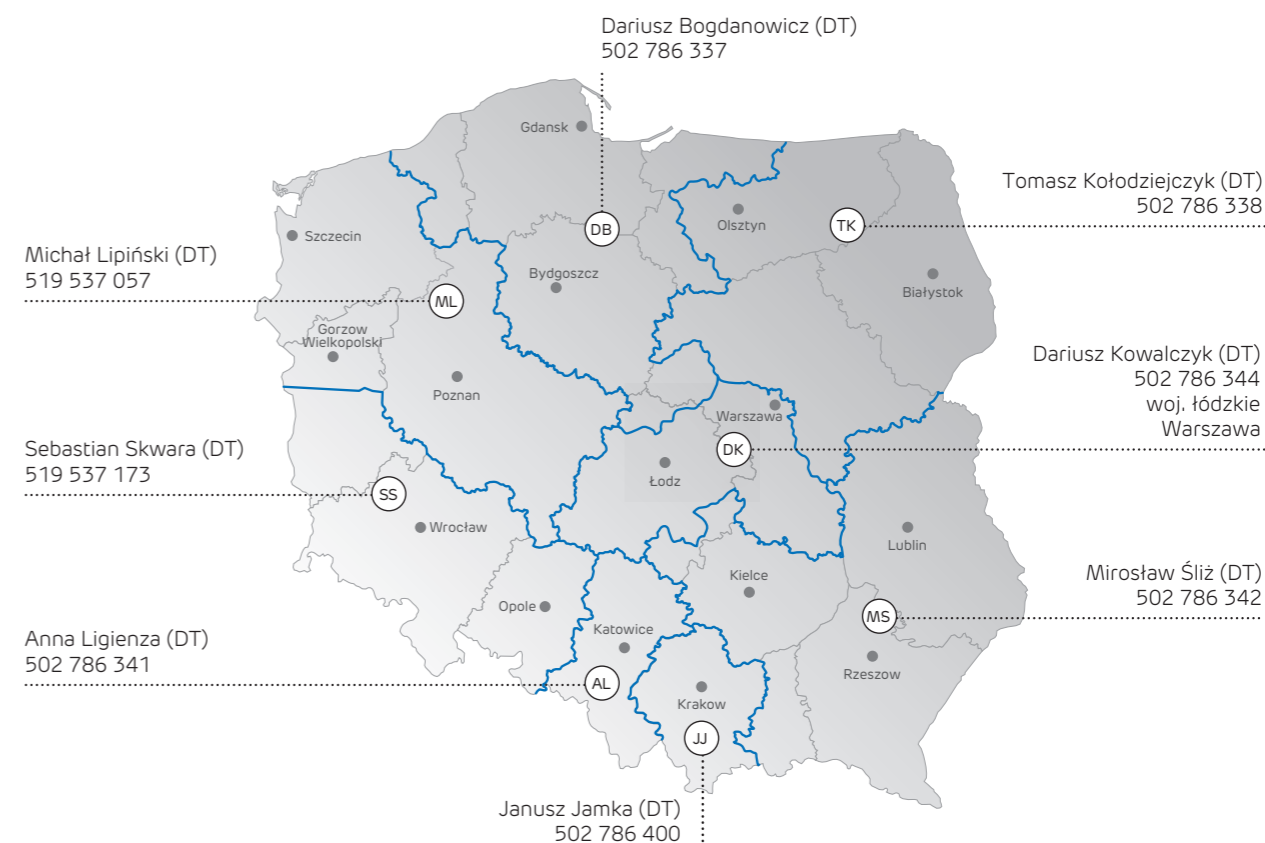 Dariusz Bogdanowicz (DT)
502 786 337
Gdansk
Tomasz Kołodziejczyk (DT)
502 786 338
Olsztyn
DB
TK
Szczecin
Michał Lipiński (DT)
519 537 057
Bydgoszcz
Białystok
ML
Gorzow
Wielkopolski
Dariusz Kowalczyk (DT)
502 786 344
woj. łódzkie
Warszawa
Poznan
Warszawa
Sebastian Skwara (DT)
519 537 173
DK
Łodz
SS
Wrocław
Lublin
Mirosław Śliż (DT)
502 786 342
Kielce
Opole
MS
Katowice
Anna Ligienza (DT)
502 786 341
Rzeszow
AL
Krakow
JJ
Janusz Jamka (DT)
502 786 400